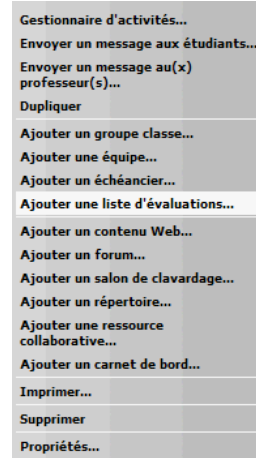 Gestionnaire d'activités...
Envoyer un message aux étudiants...
Envoyer un message au(x)
professeur(s)...
Dupliquer
Ajouter un groupe classe...
Ajouter une équipe...
Ajouter un échéancier...
Ajouter une liste d'évaluations...
Ajouter un contenu Web...
Ajouter un forum...
Ajouter un salon de clavardage...
Ajouter un répertoire...
Ajouter une ressource
collaborative...
Ajouter un carnet de bord...
Imprimer...
Supprimer
Propriétés...